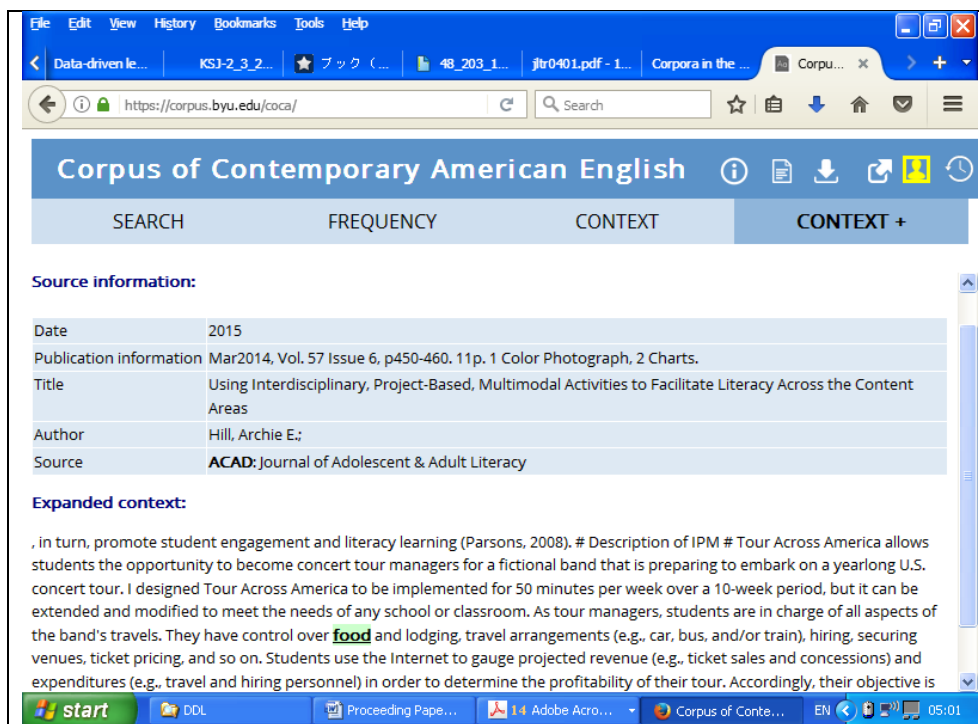 File Edit View History Bookmarks Tools Help
Data-driven le... KSJ-2_3_2... ブック (... 48_203_1... jltr0401.pdf - 1... Corpora in the ... Corpu...
https://corpus.byu.edu/coca/ Search
Corpus of Contemporary American English
SEARCH FREQUENCY CONTEXT CONTEXT +
Source information:
Date 2015
Publication information Mar2014, Vol. 57 Issue 6, p450-460. 11p. 1 Color Photograph, 2 Charts.
Title Using Interdisciplinary, Project-Based, Multimodal Activities to Facilitate Literacy Across the Content
Areas
Author Hill, Archie E.;
Source ACAD: Journal of Adolescent & Adult Literacy
Expanded context:
, in turn, promote student engagement and literacy learning (Parsons, 2008). # Description of IPM # Tour Across America allows
students the opportunity to become concert tour managers for a fictional band that is preparing to embark on a yearlong U.S.
concert tour. I designed Tour Across America to be implemented for 50 minutes per week over a 10-week period, but it can be
extended and modified to meet the needs of any school or classroom. As tour managers, students are in charge of all aspects of
the band's travels. They have control over food and lodging, travel arrangements (e.g., car, bus, and/or train), hiring, securing
venues, ticket pricing, and so on. Students use the Internet to gauge projected revenue (e.g., ticket sales and concessions) and
expenditures (e.g., travel and hiring personnel) in order to determine the profitability of their tour. Accordingly, their objective is
start DDL Proceeding Pape... 14 Adobe Acro... Corpus of Conte... EN 05:01